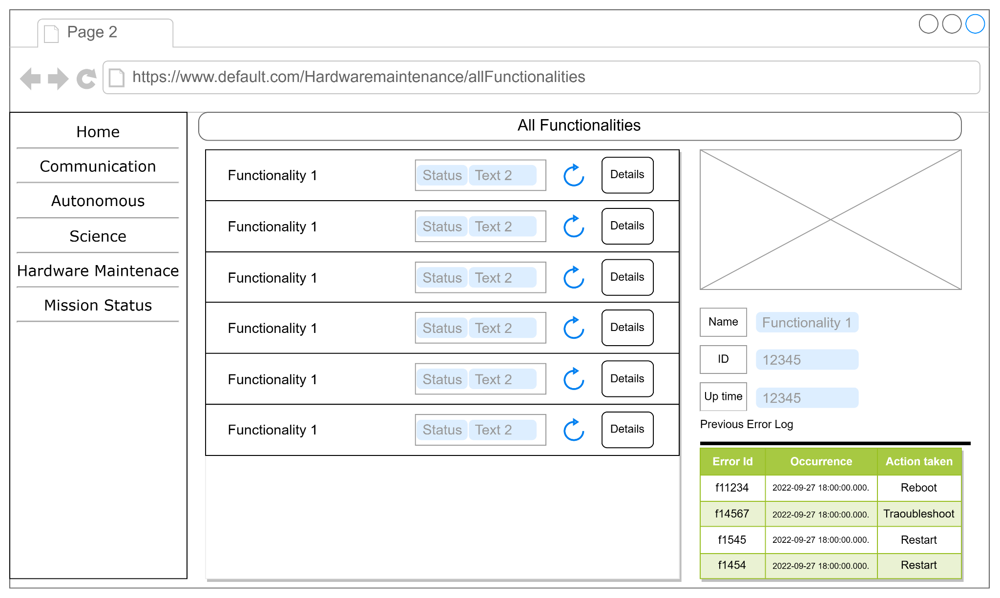 Page 2
https://www.default.com/Hardwaremaintenance/allFunctionalities
Home
Communication
Autonomous
Science
Hardware Maintenace
Mission Status
All Functionalities
Functionality 1 Status Text 2 Details
Functionality 1 Status Text 2 Details
Functionality 1 Status Text 2 Details
Functionality 1 Status Text 2 Details
Functionality 1 Status Text 2 Details
Functionality 1 Status Text 2 Details
Name Functionality 1
ID 12345
Up time 12345
Previous Error Log
Error Id Occurrence Action taken
f11234 2022-09-27 18:00:00.000. Reboot
f14567 2022-09-27 18:00:00.000. Traoubleshoot
f1545 2022-09-27 18:00:00.000. Restart
f1454 2022-09-27 18:00:00.000. Restart